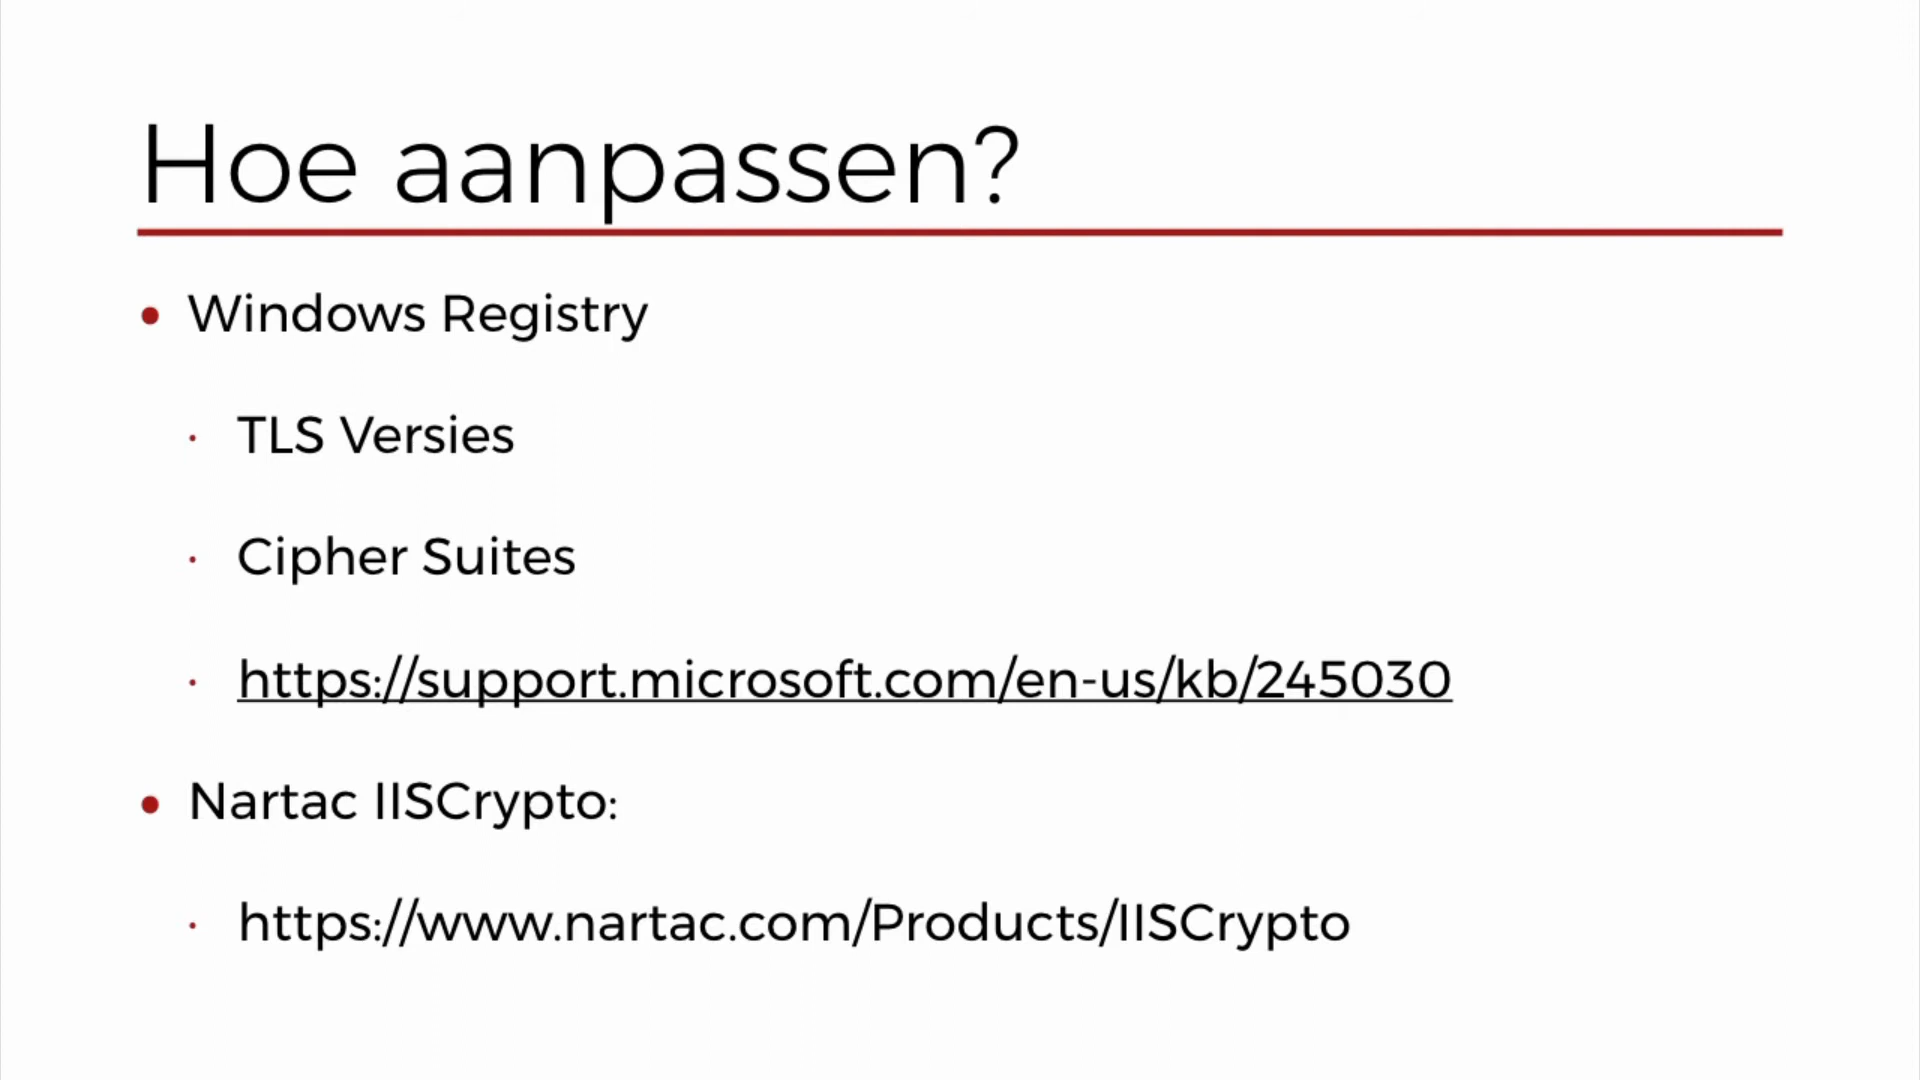 Hoe aanpassen?
Windows Registry
TLS Versies
Cipher Suites
https://support.microsoft.com/en-us/kb/245030
Nartac IISCrypto:
https://www.nartac.com/Products/IISCrypto